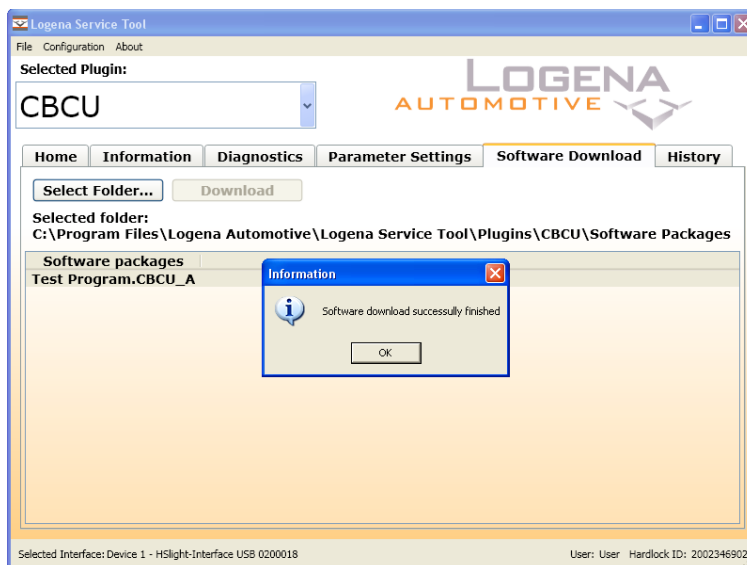 Logena Service Tool
File Configuration About
Selected Plugin:
CBCU
LOGENA
AUTOMOTIVE
Home Information Diagnostics Parameter Settings Software Download History
Select Folder... Download
Selected folder:
C:\Program Files\Logena Automotive\Logena Service Tool\Plugins\CBCU\Software Packages
Software packages
Test Program.CBCU_A
Information
Software download successully finished
OK
Selected Interface: Device 1 - HSlight-Interface USB 0200018 User: User Hardlock ID: 2002346902